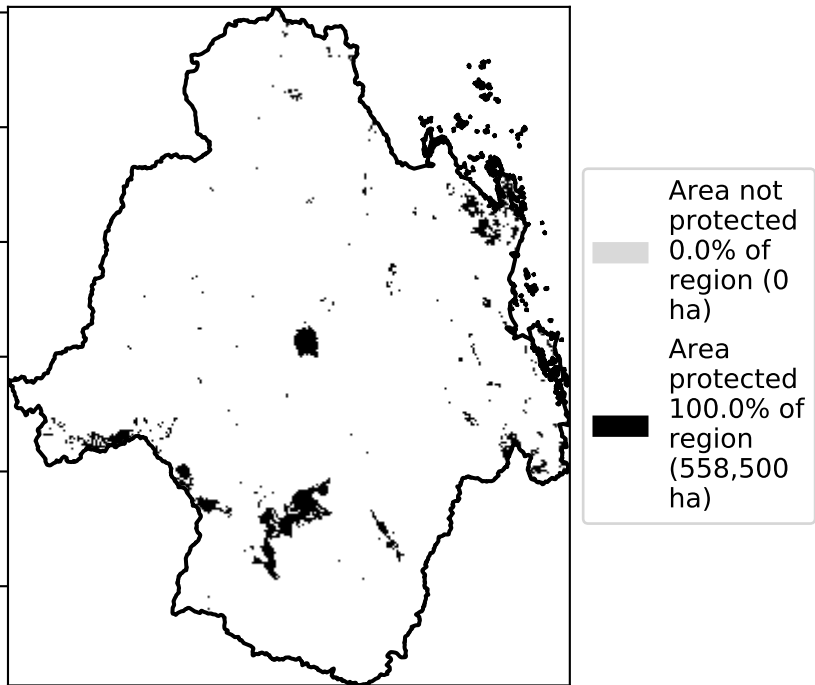 Area not
protected
0.0% of
region (0
ha)
Area
protected
100.0% of
region
(558,500
ha)